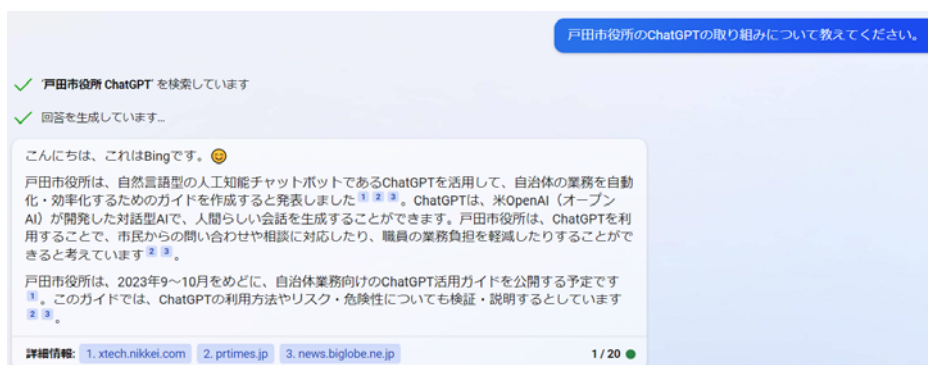 戸田市役所のChatGPTの取り組みについて教えてください。
'戸田市役所 ChatGPT' を検索しています
回答を生成しています...
こんにちは、これはBingです。😊
戸田市役所は、自然言語型の人工知能チャットボットであるChatGPTを活用して、自治体の業務を自動
化・効率化するためのガイドを作成すると発表しました 1 2 3 。ChatGPTは、米OpenAI（オープン
AI）が開発した対話型AIで、人間らしい会話を生成することができます。戸田市役所は、ChatGPTを利
用することで、市民からの問い合わせや相談に対応したり、職員の業務負担を軽減したりすることがで
きると考えています 2 3 。
戸田市役所は、2023年9～10月をめどに、自治体業務向けのChatGPT活用ガイドを公開する予定です
1 。このガイドでは、ChatGPTの利用方法やリスク・危険性についても検証・説明するとしています
2 3 。
詳細情報: 1. xtech.nikkei.com 2. prtimes.jp 3. news.biglobe.ne.jp 1 / 20